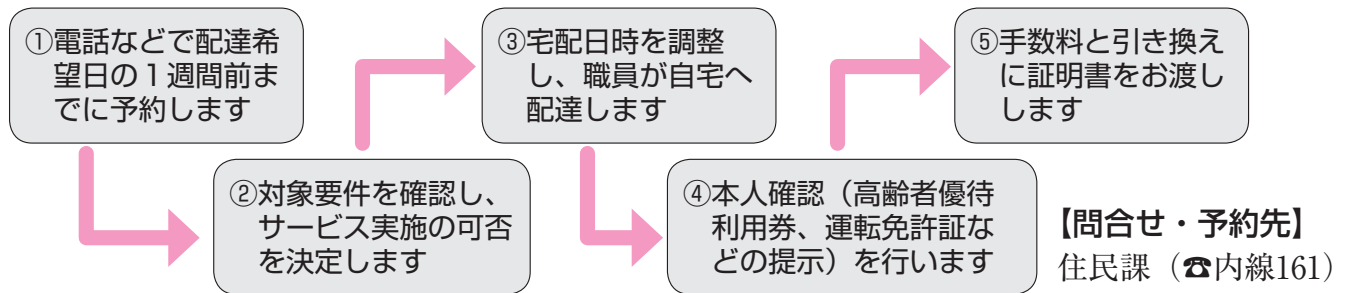 ①電話などで配達希
望日の１週間前ま
でに予約します
②対象要件を確認し、
サービス実施の可否
を決定します
③宅配日時を調整
し、職員が自宅へ
配達します
④本人確認（高齢者優待
利用券、運転免許証な
どの提示）を行います
⑤手数料と引き換え
に証明書をお渡し
します
【問合せ・予約先】
住民課（☎内線161）